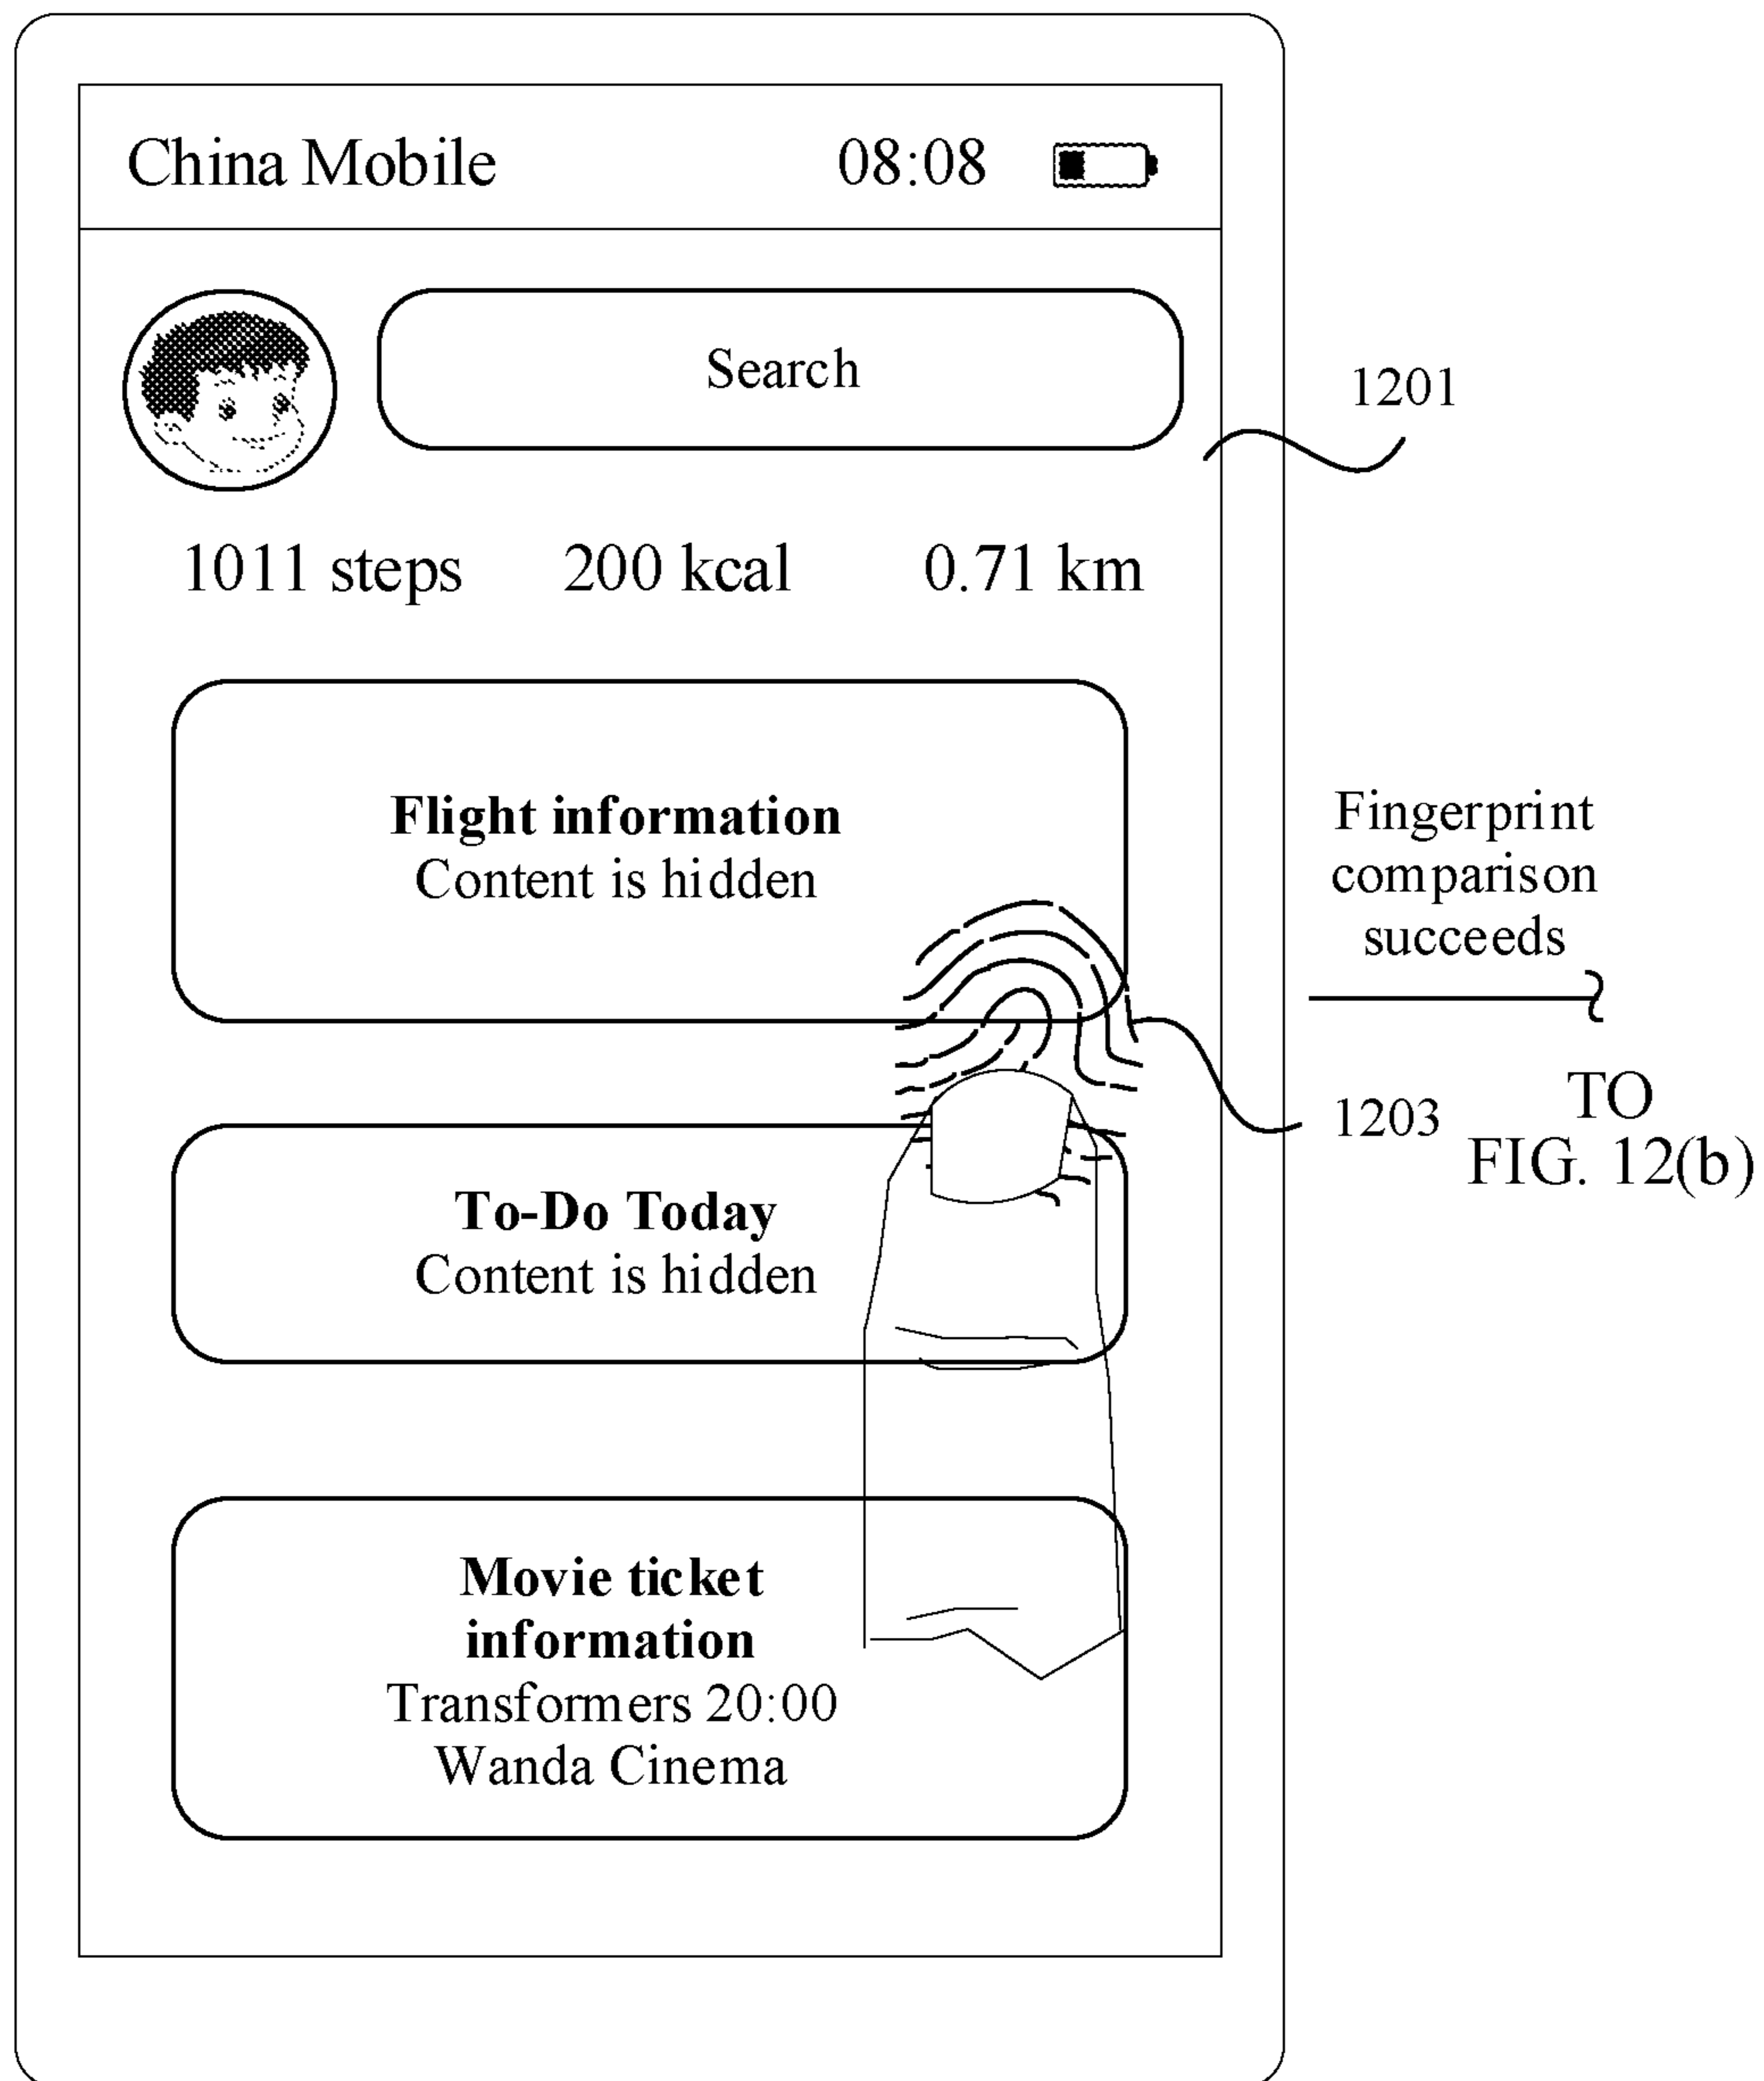 China Mobile 08:08
Search
1201
1011 steps 200 kcal 0.71 km
Flight information
Content is hidden
Fingerprint
comparison
succeeds
1203
TO
FIG. 12(b)
To-Do Today
Content is hidden
Movie ticket
information
Transformers 20:00
Wanda Cinema